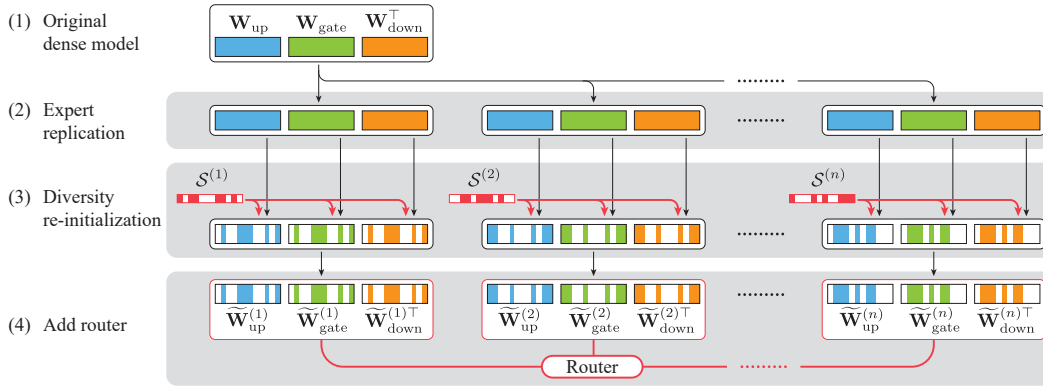 (1) Original
dense model
W_up W_gate W_down^⊤
(2) Expert
replication
(3) Diversity
re-initialization
S^(1) S^(2) S^(n)
(4) Add router
W̃_up^(1) W̃_gate^(1) W̃_down^(1)⊤ W̃_up^(2) W̃_gate^(2) W̃_down^(2)⊤ W̃_up^(n) W̃_gate^(n) W̃_down^(n)⊤
Router